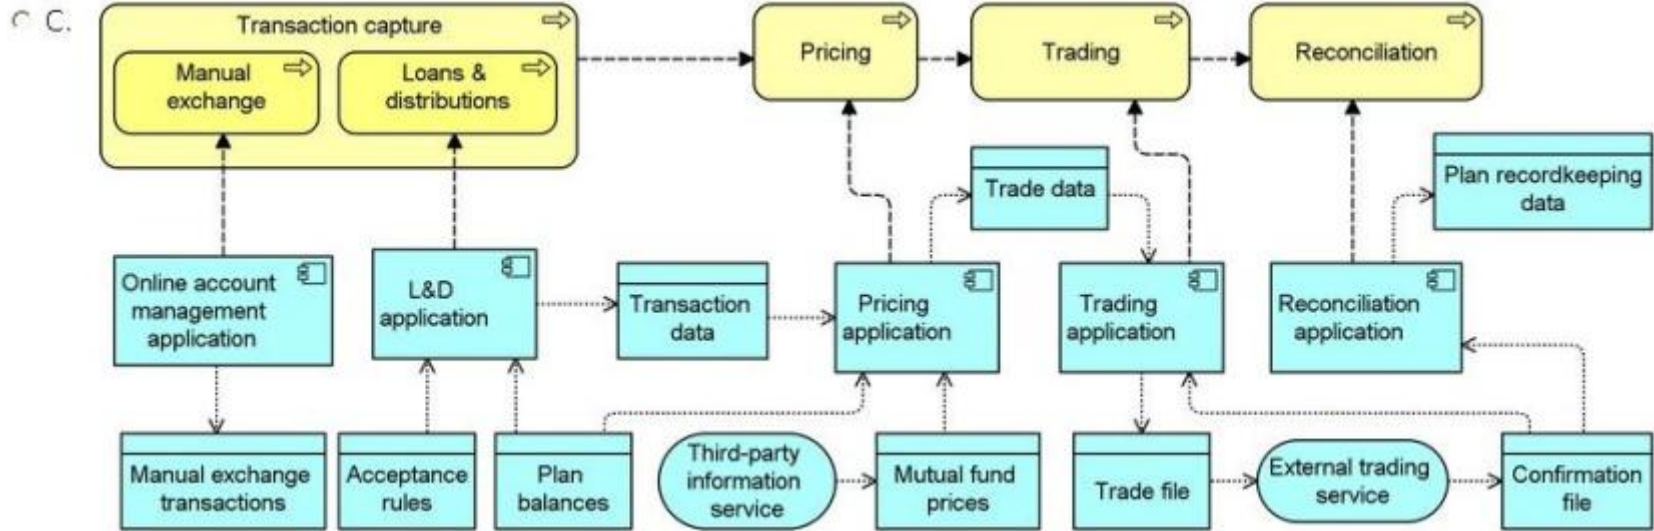 C.
Transaction capture
Manual
exchange
Loans &
distributions
Pricing
Trading
Reconciliation
Trade data
Plan recordkeeping
data
Online account
management
application
L&D
application
Transaction
data
Pricing
application
Trading
application
Reconciliation
application
Manual exchange
transactions
Acceptance
rules
Plan
balances
Third-party
information
service
Mutual fund
prices
Trade file
External trading
service
Confirmation
file